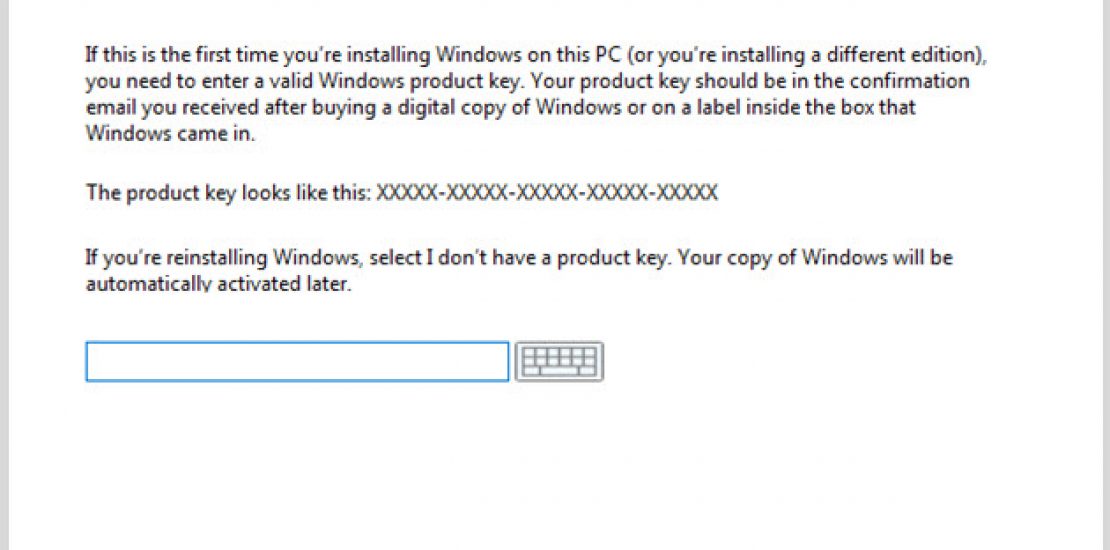 If this is the first time you're installing Windows on this PC (or you're installing a different edition),
you need to enter a valid Windows product key. Your product key should be in the confirmation
email you received after buying a digital copy of Windows or on a label inside the box that
Windows came in.
The product key looks like this: XXXXX-XXXXX-XXXXX-XXXXX-XXXXX
If you're reinstalling Windows, select I don't have a product key. Your copy of Windows will be
automatically activated later.